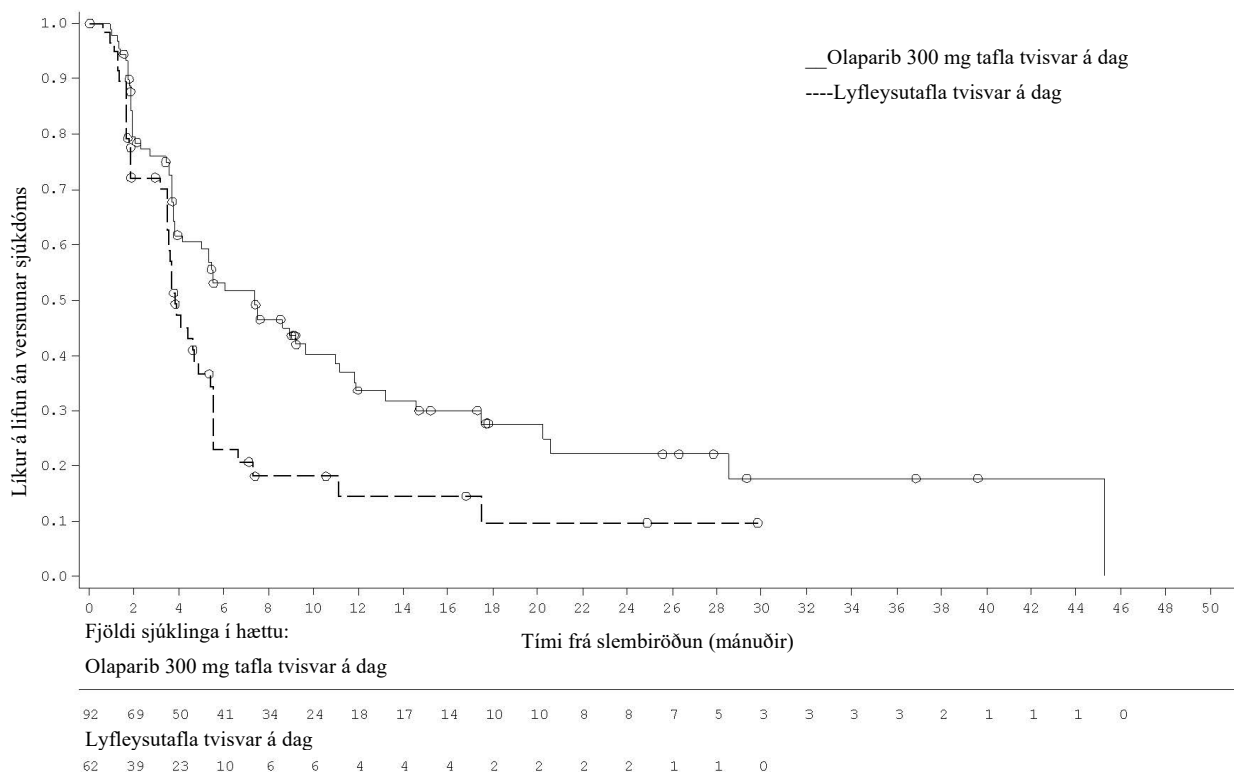 Olaparib 300 mg tafla tvisvar á dag
----Lyfleysutafla tvisvar á dag
Líkur á lifun án versnunar sjúkdóms
1.0
0.9
0.8
0.7
0.6
0.5
0.4
0.3
0.2
0.1
0.0
0 2 4 6 8 10 12 14 16 18 20 22 24 26 28 30 32 34 36 38 40 42 44 46 48 50
Tími frá slembiröðun (mánuðir)
Fjöldi sjúklinga í hættu:
Olaparib 300 mg tafla tvisvar á dag
92 69 50 41 34 24 18 17 14 10 10 8 8 7 5 3 3 3 3 2 1 1 1 0
Lyfleysutafla tvisvar á dag
62 39 23 10 6 6 4 4 4 2 2 2 2 1 1 0